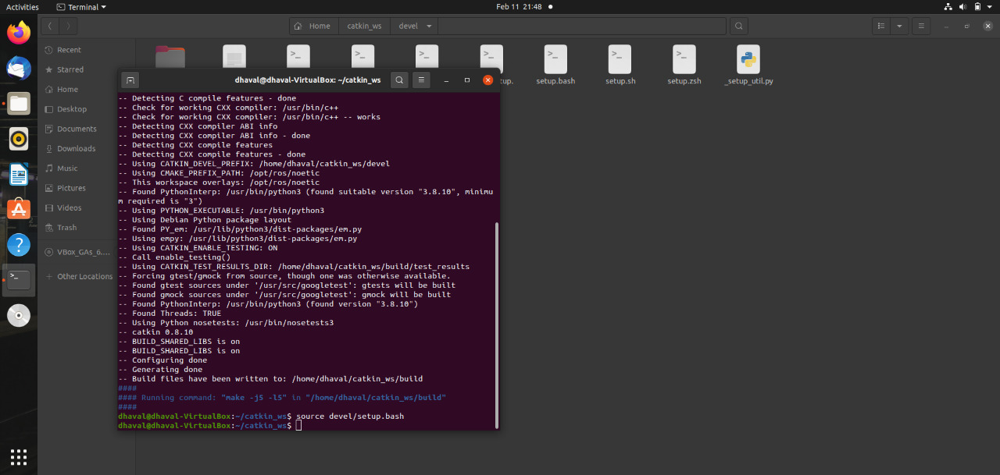 Activities
Terminal
Feb 11 21:48
Home
catkin_ws
devel
Recent
Starred
Home
Desktop
Documents
Downloads
Music
Pictures
Videos
Trash
VBox_GAs_6....
Other Locations
setup.bash
setup.sh
setup.zsh
_setup_util.py
dhaval@dhaval-VirtualBox: ~/catkin_ws
-- Detecting C compile features - done
-- Check for working CXX compiler: /usr/bin/c++
-- Check for working CXX compiler: /usr/bin/c++ -- works
-- Detecting CXX compiler ABI info
-- Detecting CXX compiler ABI info - done
-- Detecting CXX compile features
-- Detecting CXX compile features - done
-- Using CATKIN_DEVEL_PREFIX: /home/dhaval/catkin_ws/devel
-- Using CMAKE_PREFIX_PATH: /opt/ros/noetic
-- This workspace overlays: /opt/ros/noetic
-- Found PythonInterp: /usr/bin/python3 (found suitable version "3.8.10", minimu
m required is "3")
-- Using PYTHON_EXECUTABLE: /usr/bin/python3
-- Using Debian Python package layout
-- Found PY_em: /usr/lib/python3/dist-packages/em.py
-- Using empy: /usr/lib/python3/dist-packages/em.py
-- Using CATKIN_ENABLE_TESTING: ON
-- Call enable_testing()
-- Using CATKIN_TEST_RESULTS_DIR: /home/dhaval/catkin_ws/build/test_results
-- Forcing gtest/gmock from source, though one was otherwise available.
-- Found gtest sources under '/usr/src/googletest': gtests will be built
-- Found gmock sources under '/usr/src/googletest': gmock will be built
-- Found PythonInterp: /usr/bin/python3 (found version "3.8.10")
-- Found Threads: TRUE
-- Using Python nosetests: /usr/bin/nosetests3
-- catkin 0.8.10
-- BUILD_SHARED_LIBS is on
-- BUILD_SHARED_LIBS is on
-- Configuring done
-- Generating done
-- Build files have been written to: /home/dhaval/catkin_ws/build
####
#### Running command: "make -j5 -l5" in "/home/dhaval/catkin_ws/build"
####
dhaval@dhaval-VirtualBox:~/catkin_ws$ source devel/setup.bash
dhaval@dhaval-VirtualBox:~/catkin_ws$